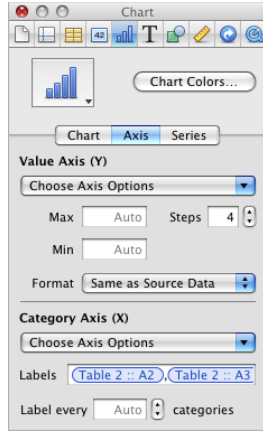 Chart
42
T
Chart Colors...
Chart Axis Series
Value Axis (Y)
Choose Axis Options
Max Auto Steps 4
Min Auto
Format Same as Source Data
Category Axis (X)
Choose Axis Options
Labels Table 2 :: A2 , Table 2 :: A3
Label every Auto categories